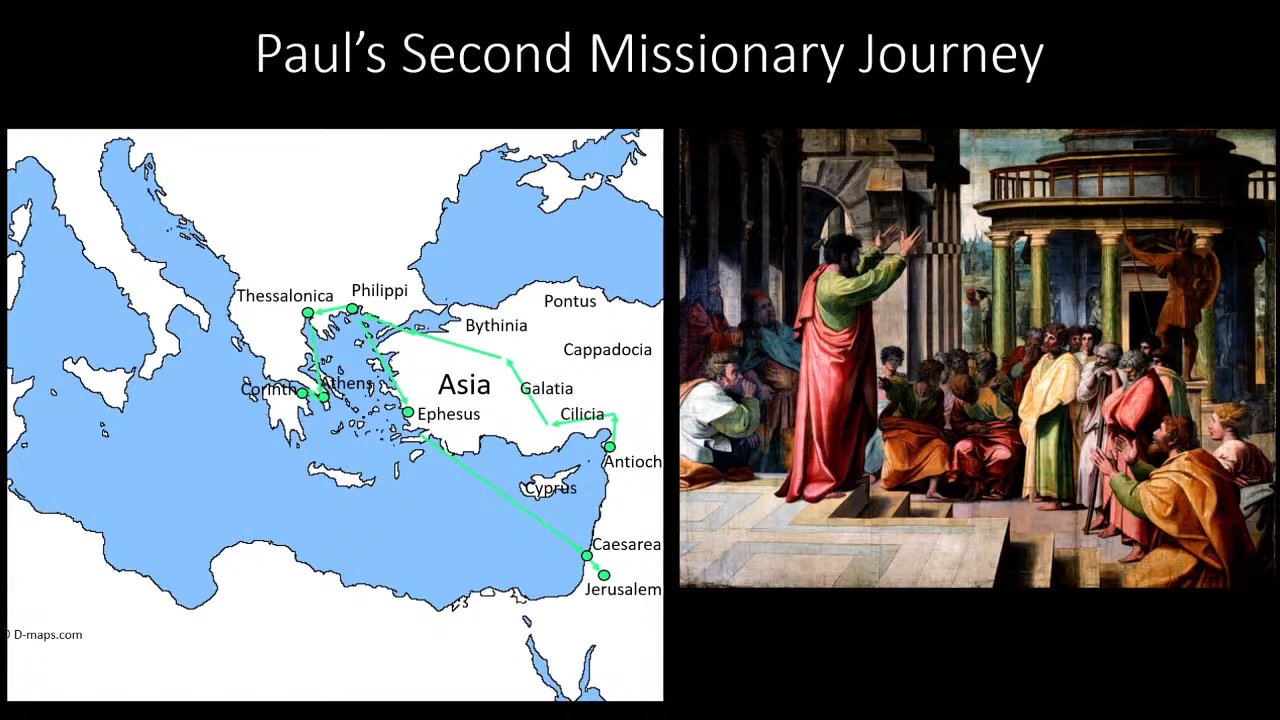 Paul’s Second Missionary Journey
Thessalonica
Philippi
Pontus
Bythinia
Cappadocia
Corinth
Athens
Asia
Galatia
Ephesus
Cilicia
Antioch
Cyprus
Caesarea
Jerusalem
D-maps.com